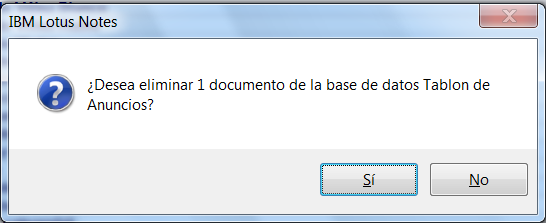 IBM Lotus Notes
¿Desea eliminar 1 documento de la base de datos Tablon de
Anuncios?
Sí
No